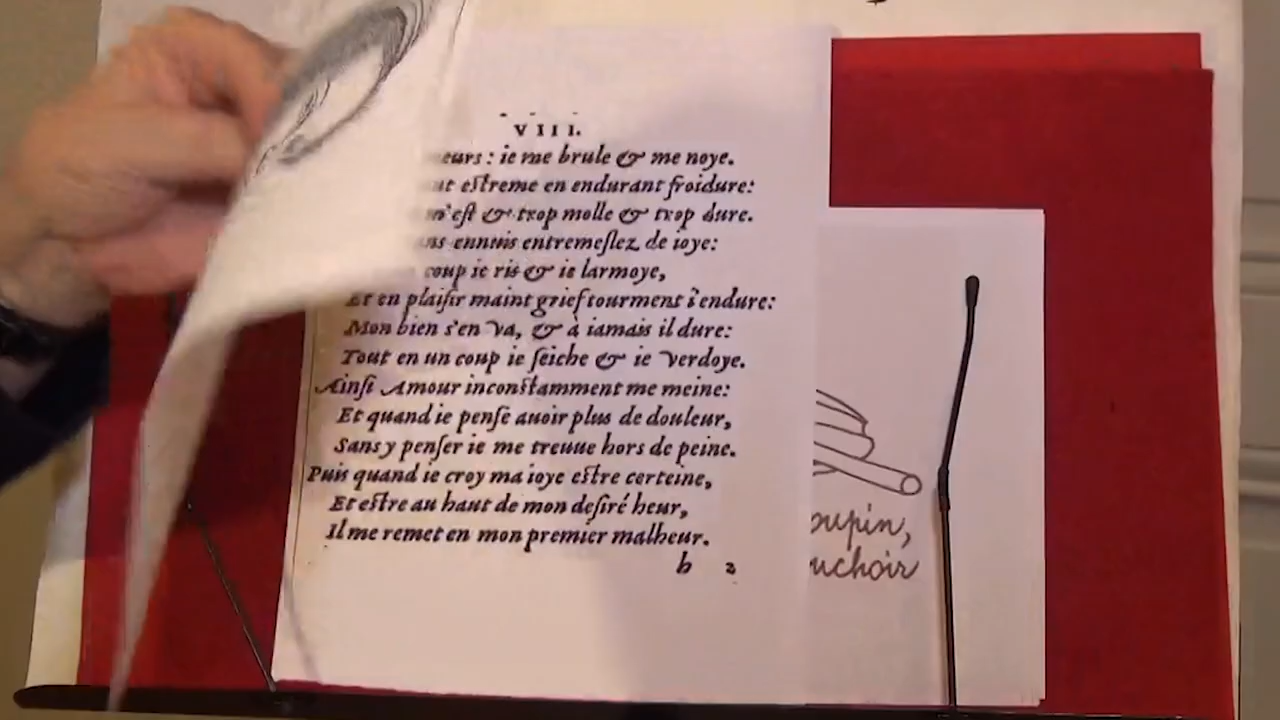 VIII.
: ie me brule & me noye.
estreme en endurant froidure:
m'est & trop molle & trop dure.
ennuis entremeslez de ioye:
coup ie ris & ie larmoye,
Et en plaisir maint grief tourment i'endure:
Mon bien s'en va, & à iamais il dure:
Tout en un coup ie seiche & ie verdoye.
Ainsi Amour inconstamment me meine:
Et quand ie pense auoir plus de douleur,
Sans y penser ie me treuue hors de peine.
Puis quand ie croy ma ioye estre certeine,
Et estre au haut de mon desiré heur,
Il me remet en mon premier malheur.
b 2